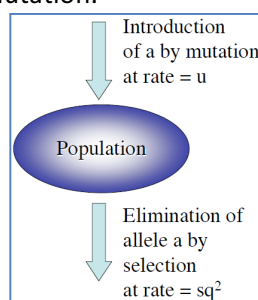 Introduction
of a by mutation
at rate = u
Population
Elimination of
allele a by
selection
at rate = sq²